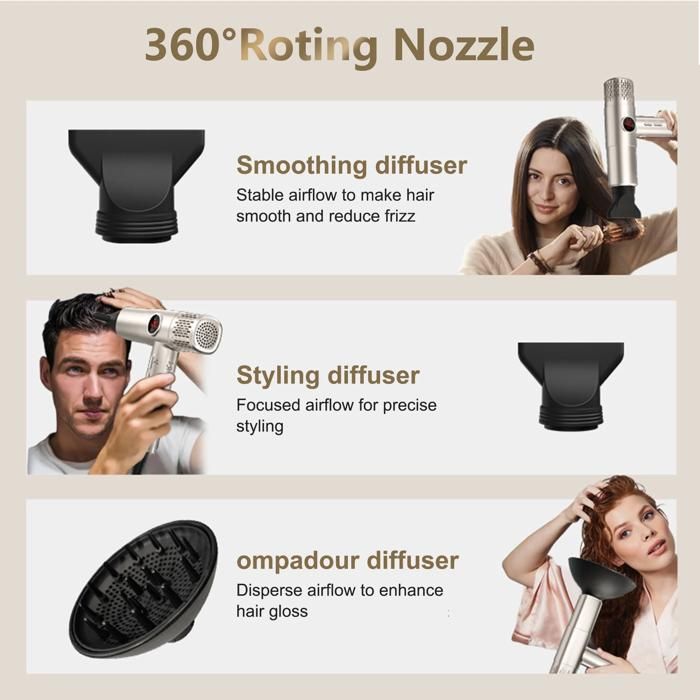 360°Roting Nozzle
Smoothing diffuser
Stable airflow to make hair
smooth and reduce frizz
Styling diffuser
Focused airflow for precise
styling
ompadour diffuser
Disperse airflow to enhance
hair gloss